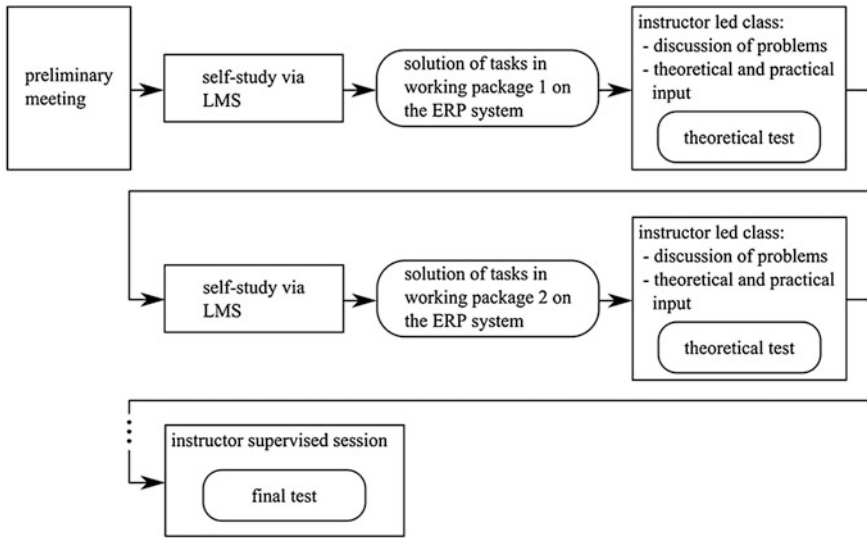 preliminary
meeting
self-study via
LMS
solution of tasks in
working package 1 on
the ERP system
instructor led class:
- discussion of problems
- theoretical and practical
input
theoretical test
self-study via
LMS
solution of tasks in
working package 2 on
the ERP system
instructor led class:
- discussion of problems
- theoretical and practical
input
theoretical test
instructor supervised session
final test